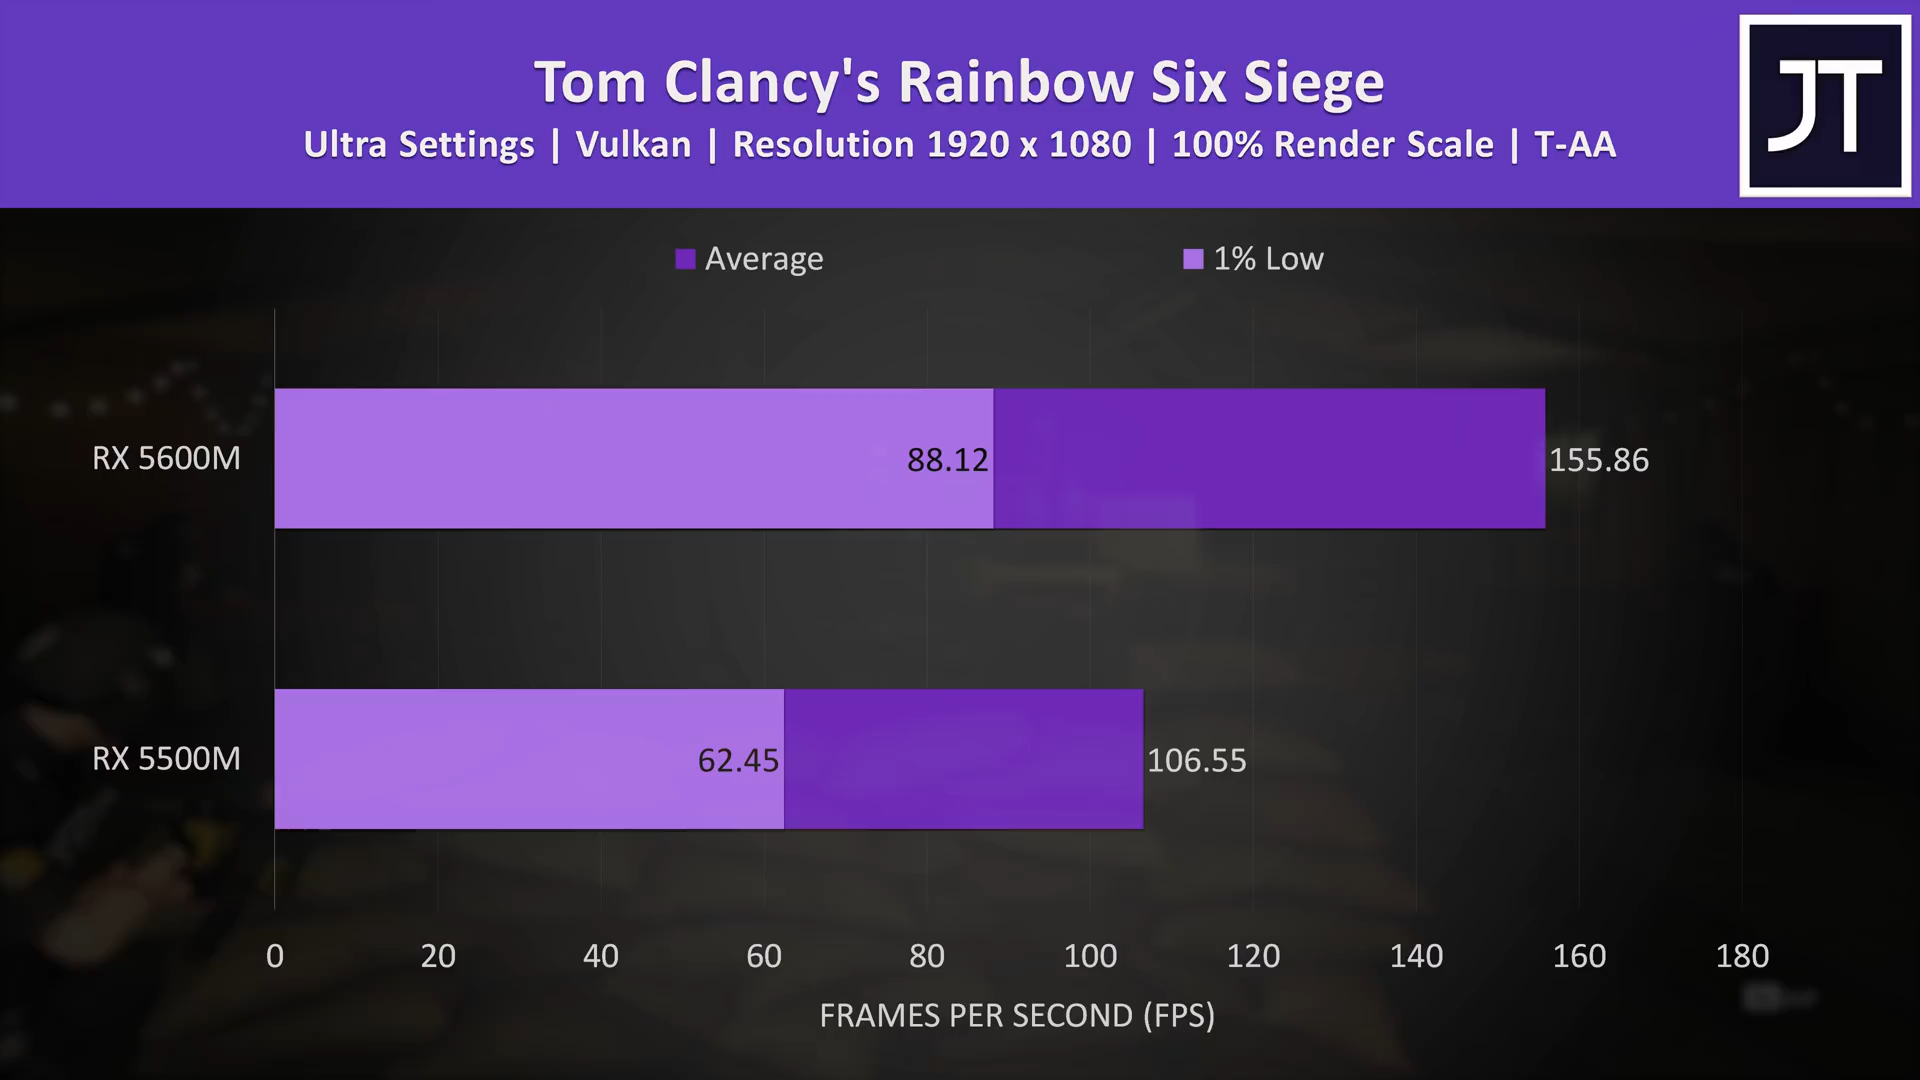 Tom Clancy's Rainbow Six Siege
Ultra Settings | Vulkan | Resolution 1920 x 1080 | 100% Render Scale | T-AA
JT
Average
1% Low
RX 5600M
88.12
155.86
RX 5500M
62.45
106.55
0 20 40 60 80 100 120 140 160 180
FRAMES PER SECOND (FPS)